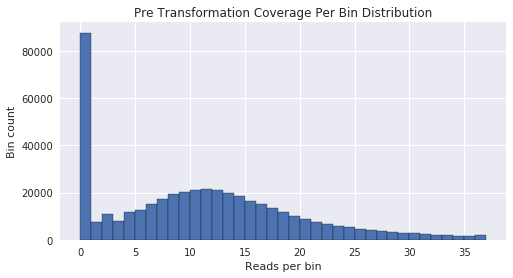 Pre Transformation Coverage Per Bin Distribution
80000
60000
40000
20000
0
Bin count
0 5 10 15 20 25 30 35
Reads per bin